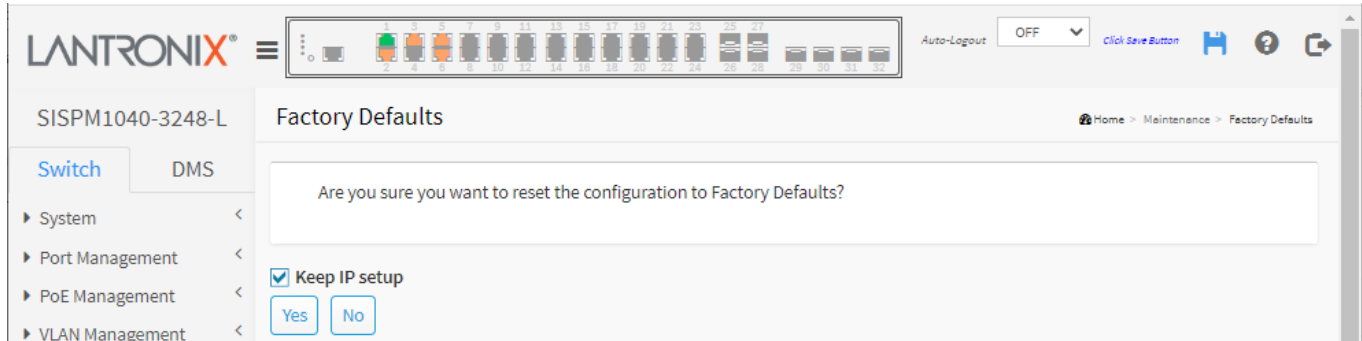 LANTRONIX®
1 3 5 7 9 11 13 15 17 19 21 23 25 27
2 4 6 8 10 12 14 16 18 20 22 24 26 28 29 30 31 32
Auto-Logout OFF Click Save Button
SISPM1040-3248-L
Factory Defaults
Home > Maintenance > Factory Defaults
Switch DMS
Are you sure you want to reset the configuration to Factory Defaults?
System
Port Management
Keep IP setup
PoE Management
Yes No
VLAN Management